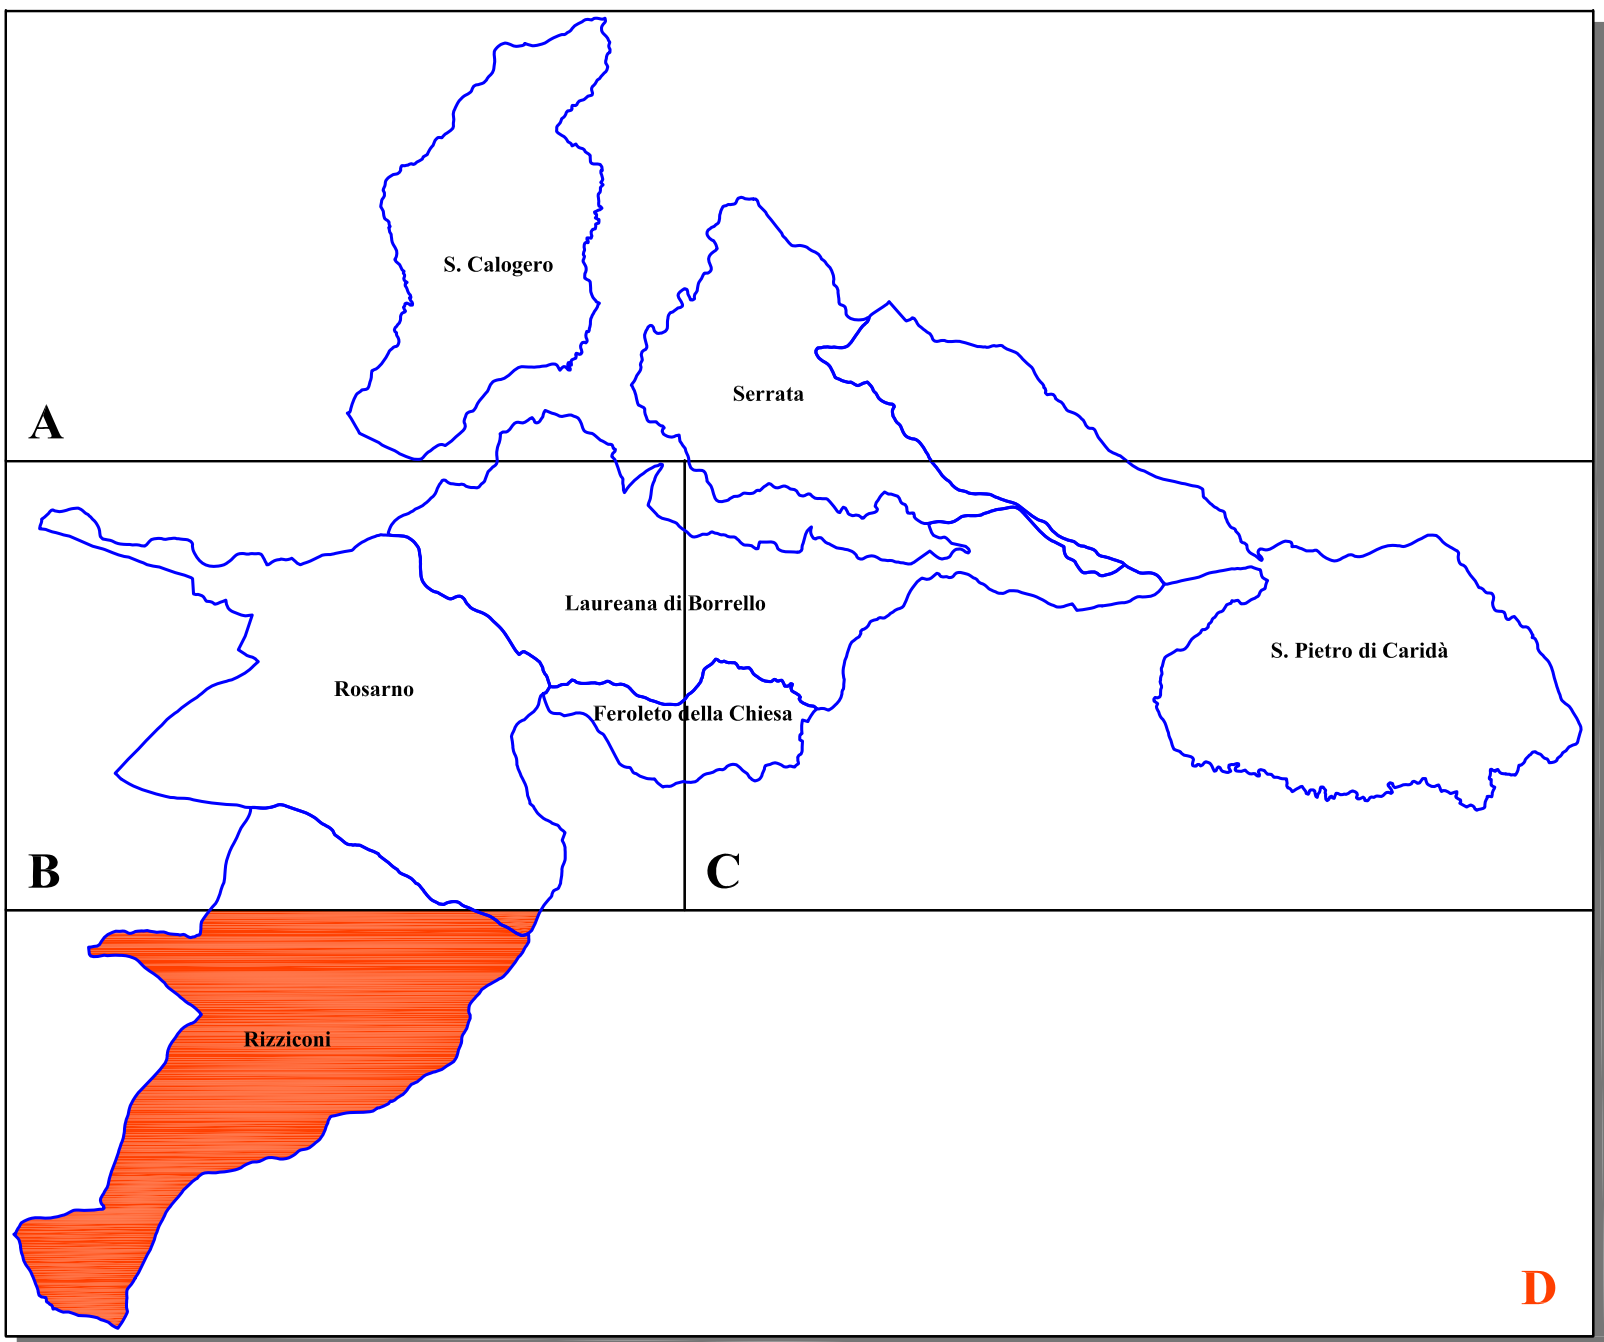 S. Calogero
Serrata
A
Laureana di Borrello
S. Pietro di Caridà
Rosarno
Feroleto della Chiesa
B
C
Rizziconi
D